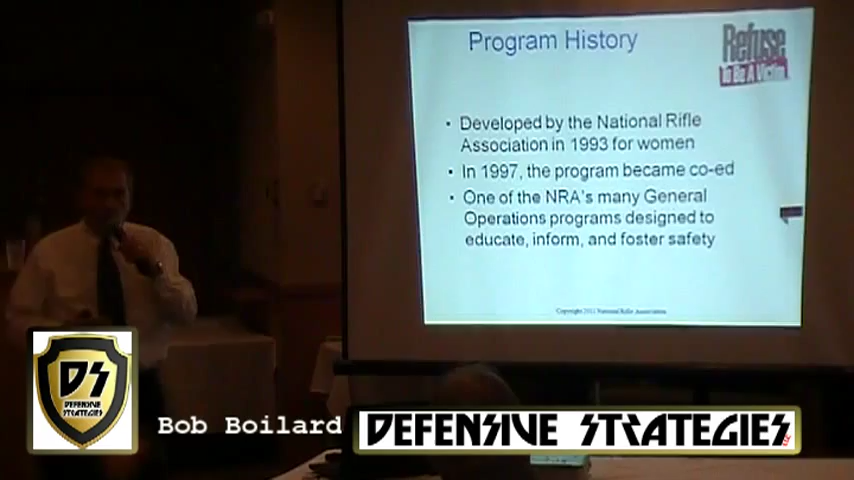 Program History
Refuse
To Be A Victim
• Developed by the National Rifle
Association in 1993 for women
• In 1997, the program became co-ed
• One of the NRA's many General
Operations programs designed to
educate, inform, and foster safety
Copyright 2011 National Rifle Association
DS
DEFENSIVE
STRATEGIES
Bob Boilard
DEFENSIVE STRATEGIES